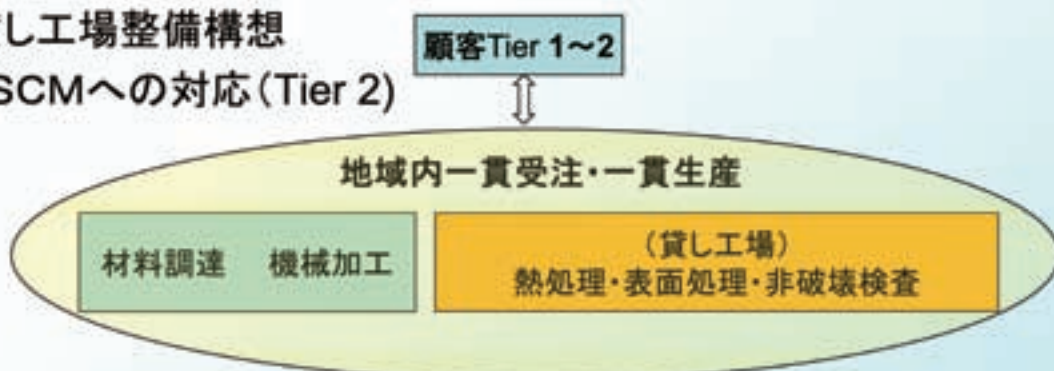 し工場整備構想
SCMへの対応(Tier 2)
顧客Tier 1～2
地域内一貫受注・一貫生産
材料調達 機械加工
(貸し工場)
熱処理・表面処理・非破壊検査